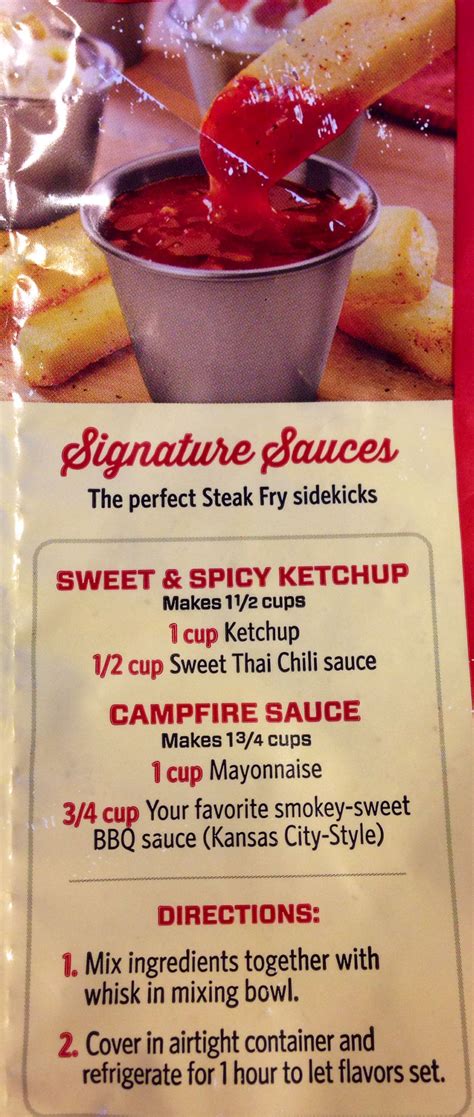 Signature Sauces
The perfect Steak Fry sidekicks
SWEET & SPICY KETCHUP
Makes 1 1/2 cups
1 cup Ketchup
1/2 cup Sweet Thai Chili sauce
CAMPFIRE SAUCE
Makes 1 3/4 cups
1 cup Mayonnaise
3/4 cup Your favorite smokey-sweet
BBQ sauce (Kansas City-Style)
DIRECTIONS:
1. Mix ingredients together with
whisk in mixing bowl.
2. Cover in airtight container and
refrigerate for 1 hour to let flavors set.